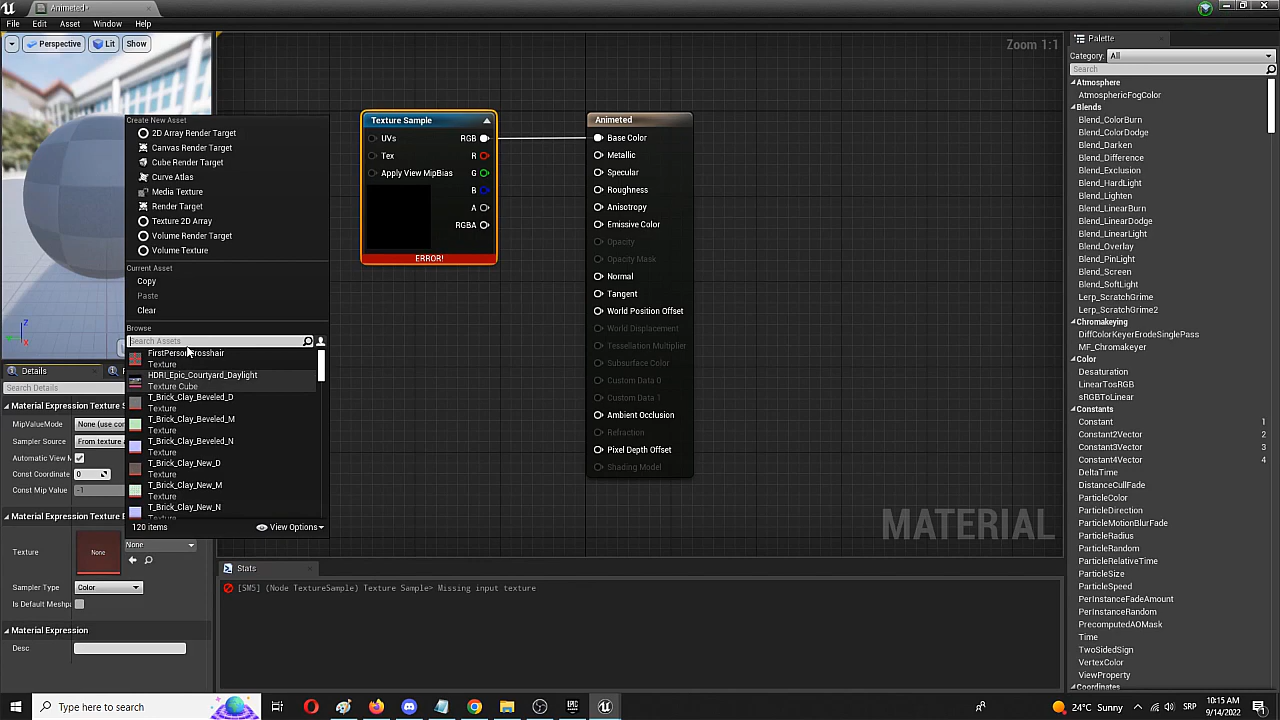 Animeted*
File Edit Asset Window Help
Perspective Lit Show
Zoom 1:1
Create New Asset
2D Array Render Target
Canvas Render Target
Cube Render Target
Curve Atlas
Media Texture
Render Target
Texture 2D Array
Volume Render Target
Volume Texture
Current Asset
Copy
Paste
Clear
Browse
Search Assets
Texture
HDRI_Epic_Courtyard_Daylight
Texture Cube
T_Brick_Clay_Beveled_D
Texture
T_Brick_Clay_Beveled_M
Texture
T_Brick_Clay_Beveled_N
Texture
T_Brick_Clay_New_D
Texture
T_Brick_Clay_New_M
Texture
T_Brick_Clay_New_N
120 items View Options
Details
Search Details
Material Expression Texture S
MipValueMode None (use co
Sampler Source From texture a
Automatic View M
Const Coordinate 0
Const Mip Value -1
Material Expression Texture B
Texture None None
Sampler Type Color
Is Default Meshpa
Material Expression
Desc
Texture Sample
UVs RGB
Tex R
Apply View MipBias G
B
A
RGBA
ERROR!
Animeted
Base Color
Metallic
Specular
Roughness
Anisotropy
Emissive Color
Opacity
Opacity Mask
Normal
Tangent
World Position Offset
World Displacement
Tessellation Multiplier
Subsurface Color
Custom Data 0
Custom Data 1
Ambient Occlusion
Refraction
Pixel Depth Offset
Shading Model
MATERIAL
Stats
[SM5] (Node TextureSample) Texture Sample> Missing input texture
Palette
Category: All
Search
Atmosphere
AtmosphericFogColor
Blends
Blend_ColorBurn
Blend_ColorDodge
Blend_Darken
Blend_Difference
Blend_Exclusion
Blend_HardLight
Blend_Lighten
Blend_LinearBurn
Blend_LinearDodge
Blend_LinearLight
Blend_Overlay
Blend_PinLight
Blend_Screen
Blend_SoftLight
Lerp_ScratchGrime
Lerp_ScratchGrime2
Chromakeying
DiffColorKeyerErodeSinglePass
MF_Chromakeyer
Color
Desaturation
LinearTosRGB
sRGBToLinear
Constants
Constant 1
Constant2Vector 2
Constant3Vector 3
Constant4Vector 4
DeltaTime
DistanceCullFade
ParticleColor
ParticleDirection
ParticleMotionBlurFade
ParticleRadius
ParticleRandom
ParticleRelativeTime
ParticleSize
ParticleSpeed
PerInstanceFadeAmount
PerInstanceRandom
PrecomputedAOMask
Time
TwoSidedSign
VertexColor
ViewProperty
Coordinates
Type here to search
24°C Sunny
SRP
10:15 AM
9/14/2022